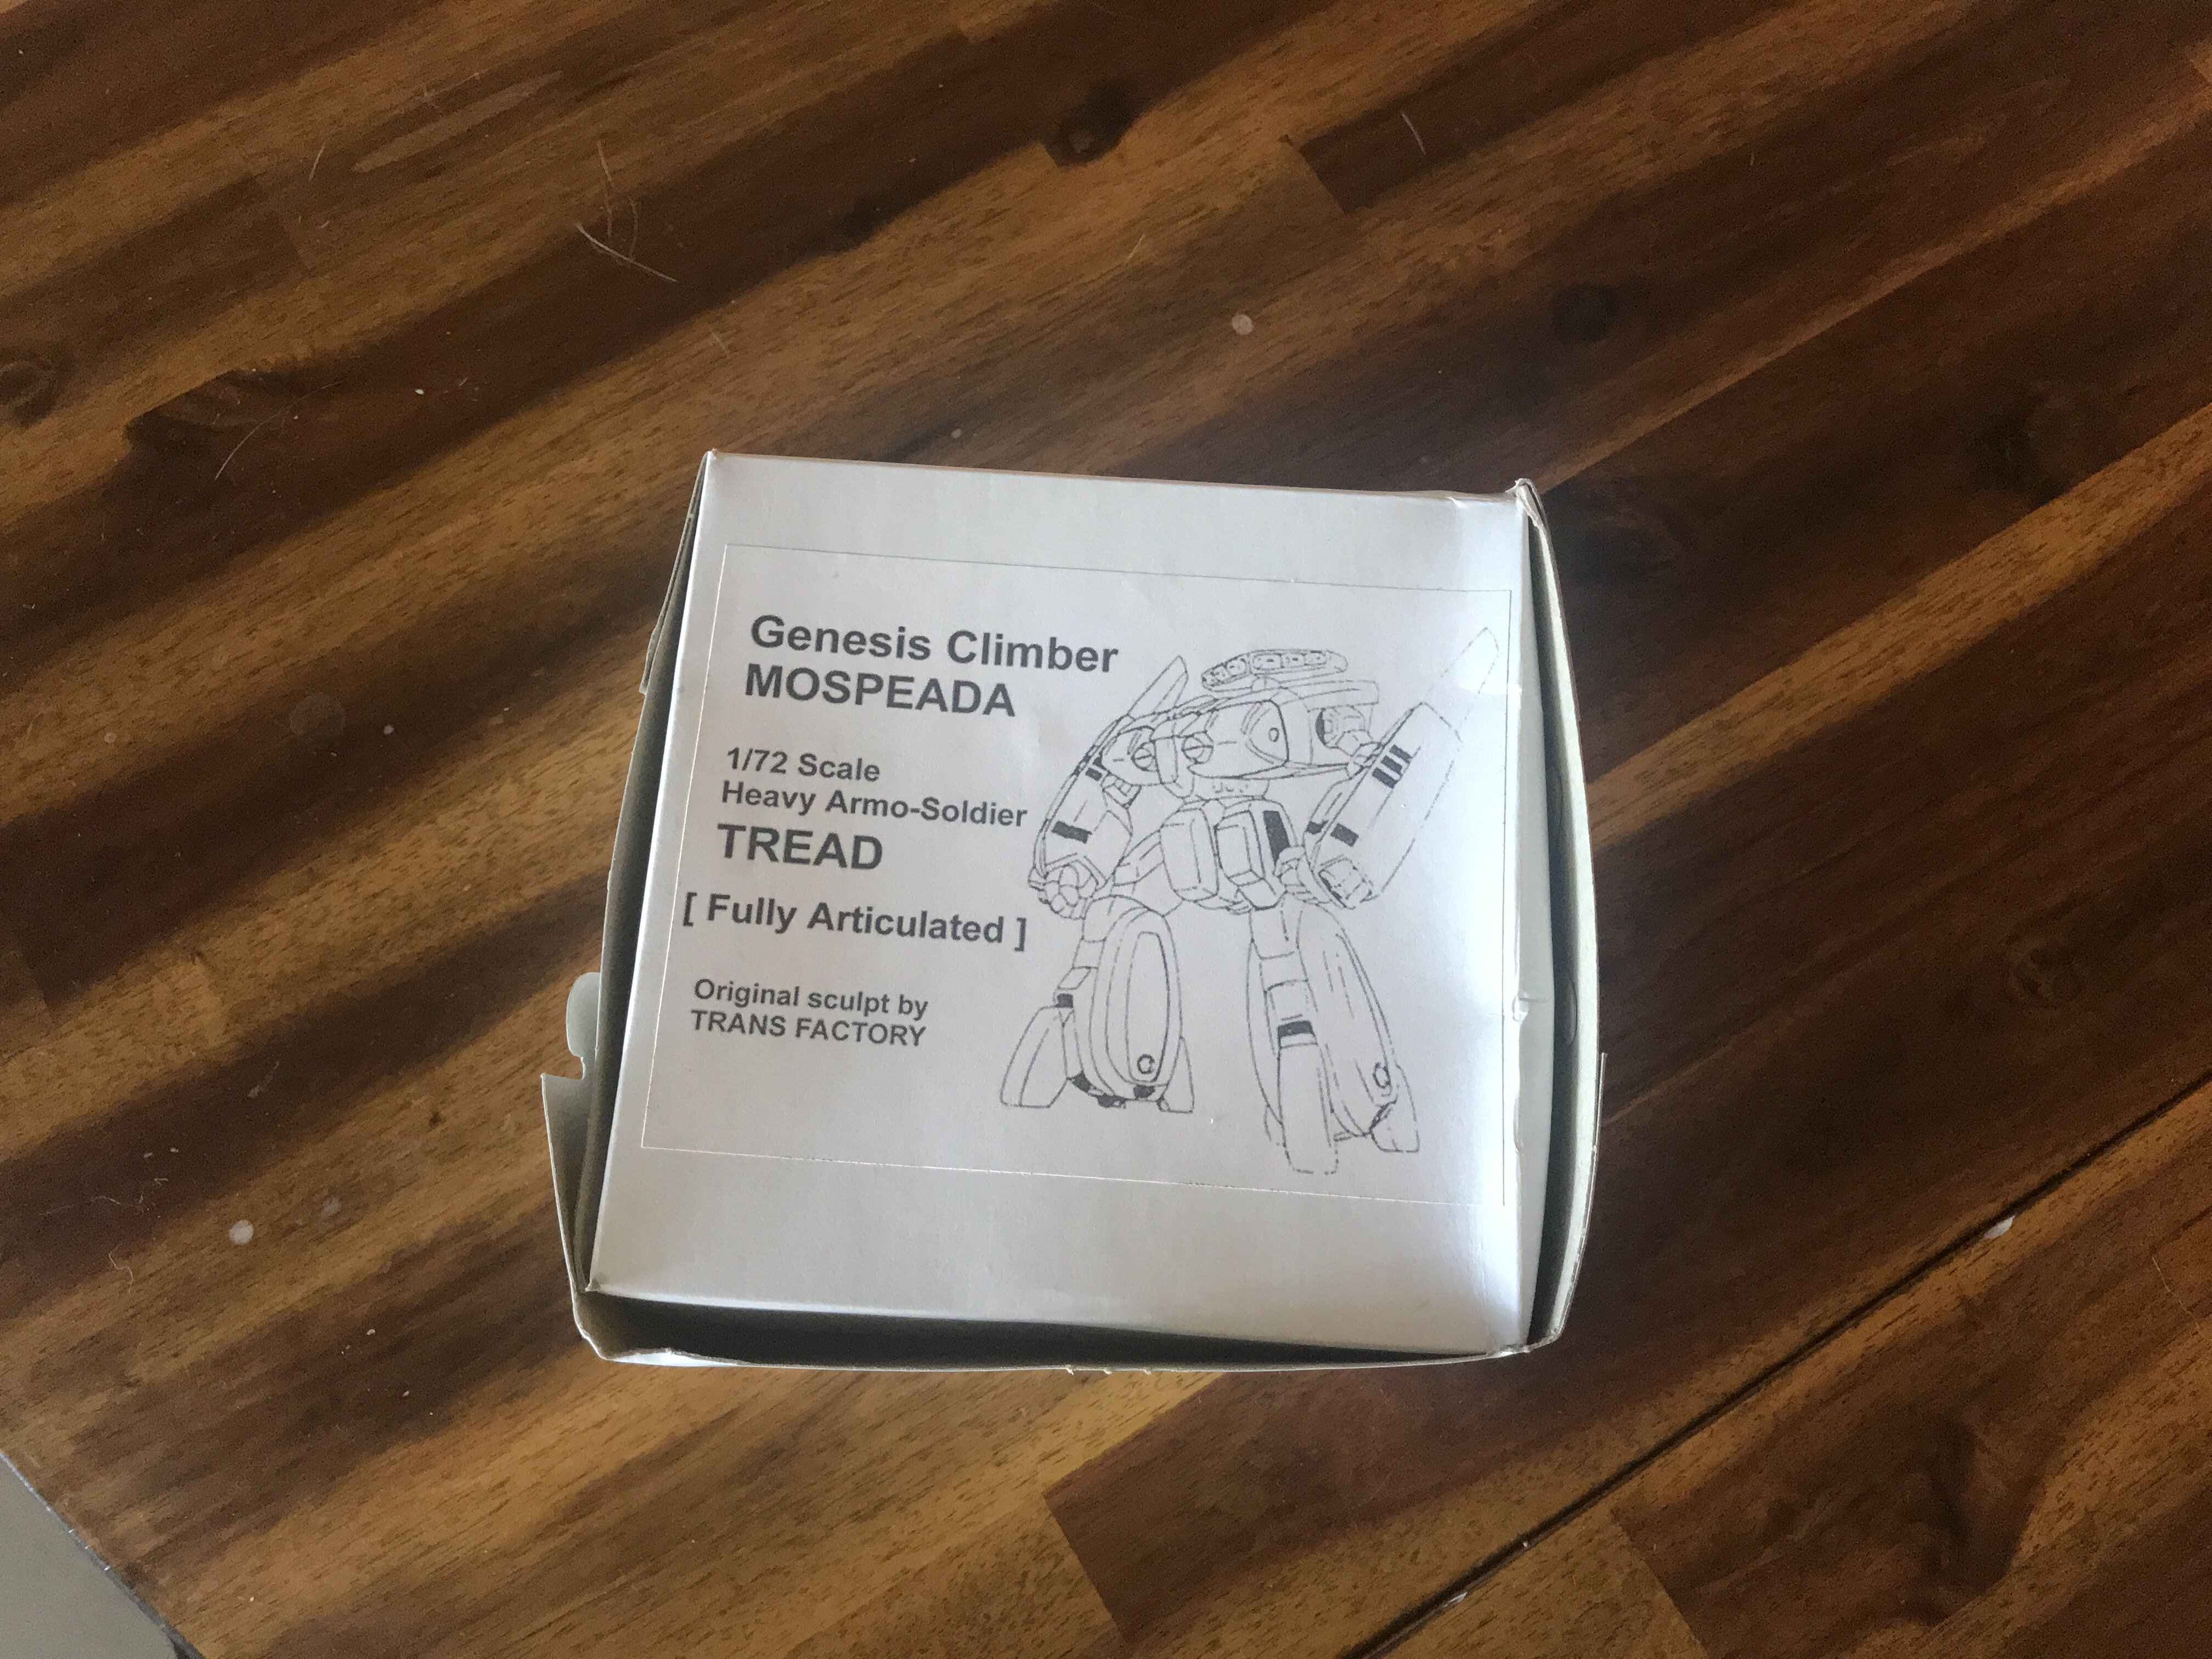 Genesis Climber
MOSPEADA
1/72 Scale
Heavy Armo-Soldier
TREAD
[ Fully Articulated ]
Original sculpt by
TRANS FACTORY